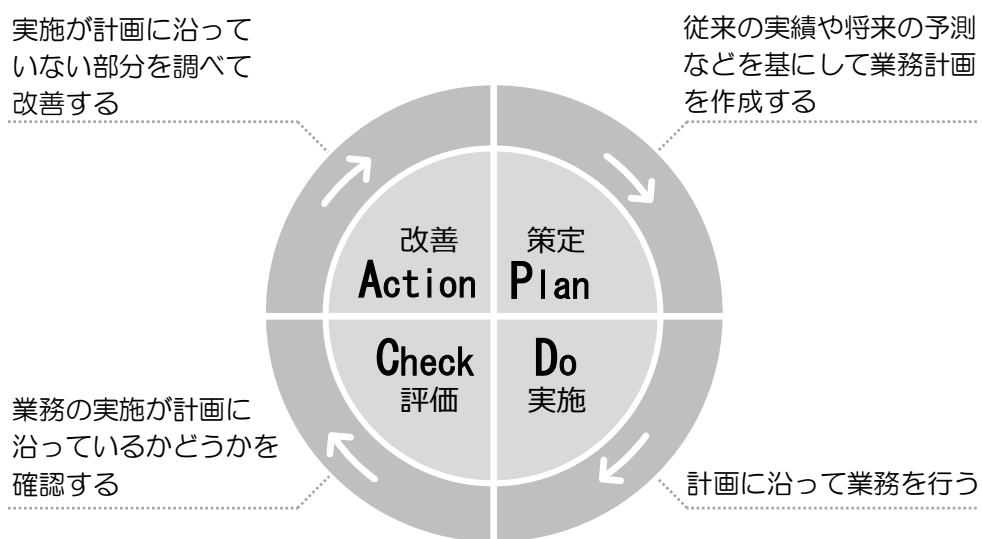 実施が計画に沿って
いない部分を調べて
改善する
従来の実績や将来の予測
などを基にして業務計画
を作成する
改善
Action
策定
Plan
Check
評価
Do
実施
業務の実施が計画に
沿っているかどうかを
確認する
計画に沿って業務を行う